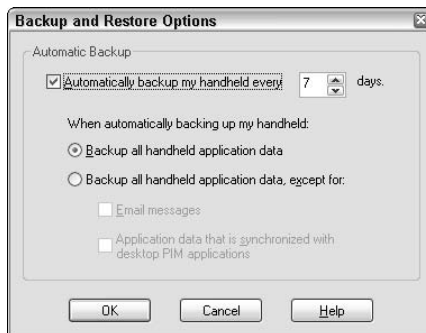 Backup and Restore Options
Automatic Backup
Automatically backup my handheld every 7 days.
When automatically backing up my handheld:
Backup all handheld application data
Backup all handheld application data, except for:
Email messages
Application data that is synchronized with
desktop PIM applications
OK Cancel Help